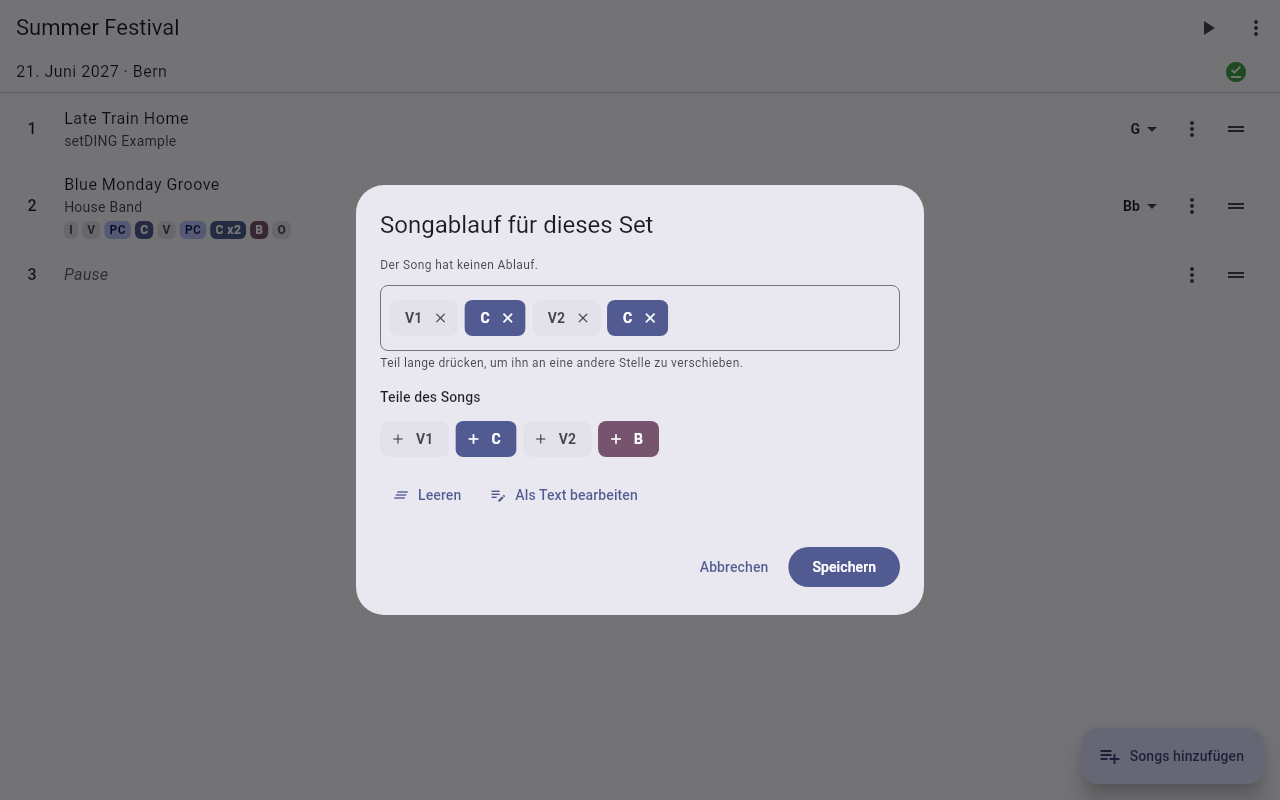 Summer Festival
21. Juni 2027 · Bern
1
Late Train Home
setDING Example
G
2
Blue Monday Groove
House Band
I V PC C V PC C x2 B O
Bb
3
Pause
Songablauf für dieses Set
Der Song hat keinen Ablauf.
V1 C V2 C
Teil lange drücken, um ihn an eine andere Stelle zu verschieben.
Teile des Songs
V1 C V2 B
Leeren Als Text bearbeiten
Abbrechen Speichern
Songs hinzufügen